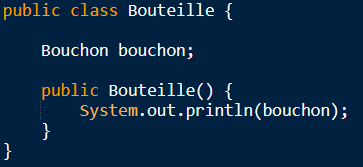 public class Bouteille {
Bouchon bouchon;
public Bouteille() {
System.out.println(bouchon);
}
}